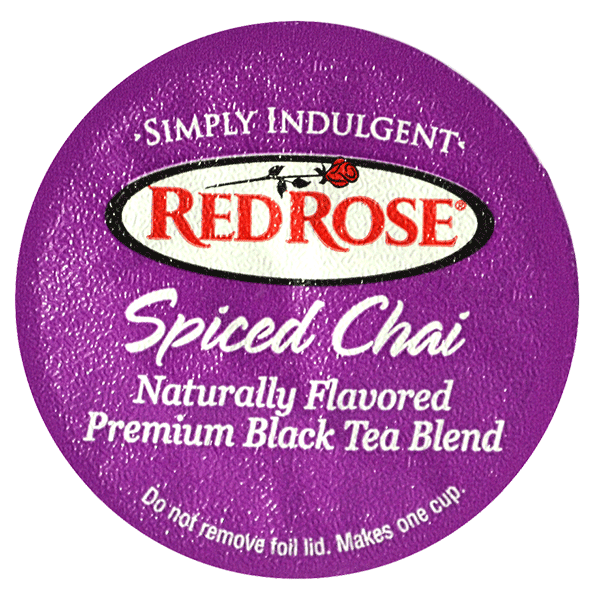 SIMPLY INDULGENT
RED ROSE®
Spiced Chai
Naturally Flavored
Premium Black Tea Blend
Do not remove foil lid. Makes one cup.